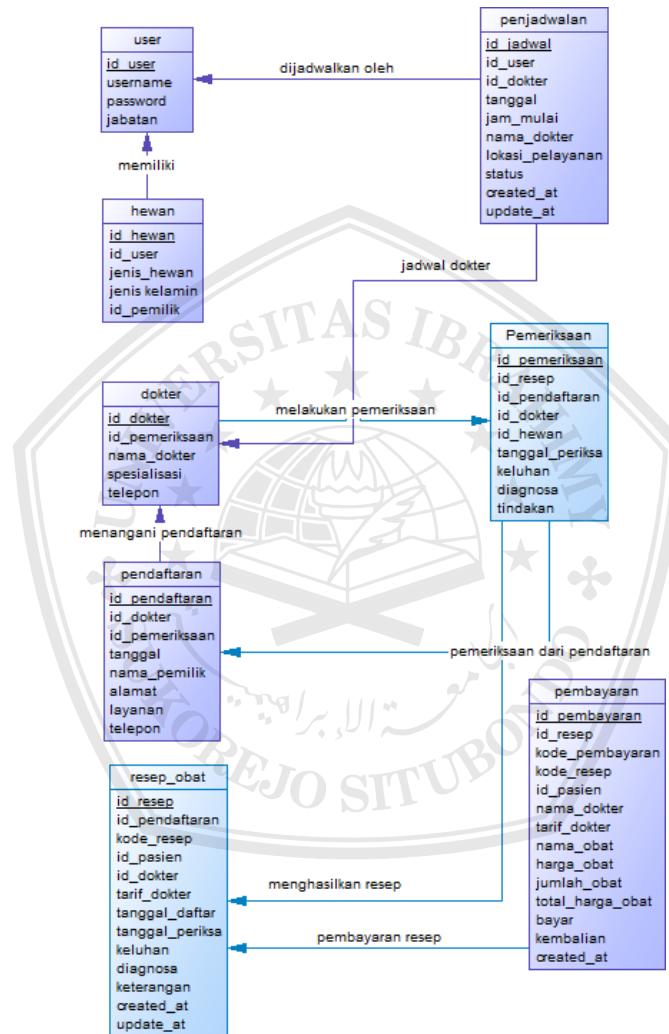 user
id_user
username
password
jabatan
penjadwalan
id_jadwal
id_user
id_dokter
tanggal
jam_mulai
nama_dokter
lokasi_pelayanan
status
created_at
update_at
dijadwalkan oleh
memiliki
hewan
id_hewan
id_user
jenis_hewan
jenis kelamin
id_pemilik
jadwal dokter
Pemeriksaan
id_pemeriksaan
id_resep
id_pendaftaran
id_dokter
id_hewan
tanggal_periksa
keluhan
diagnosa
tindakan
dokter
id_dokter
id_pemeriksaan
nama_dokter
spesialisasi
telepon
melakukan pemeriksaan
menangani pendaftaran
pendaftaran
id_pendaftaran
id_dokter
id_pemeriksaan
tanggal
nama_pemilik
alamat
layanan
telepon
pemeriksaan dari pendaftaran
pembayaran
id_pembayaran
id_resep
kode_pembayaran
kode_resep
id_pasien
nama_dokter
tarif_dokter
nama_obat
harga_obat
jumlah_obat
total_harga_obat
bayar
kembalian
created_at
resep_obat
id_resep
id_pendaftaran
kode_resep
id_pasien
id_dokter
tarif_dokter
tanggal_daftar
tanggal_periksa
keluhan
diagnosa
keterangan
created_at
update_at
menghasilkan resep
pembayaran resep
UNIVERSITAS IBRAHIMY
SUKOREJO SITUBONDO